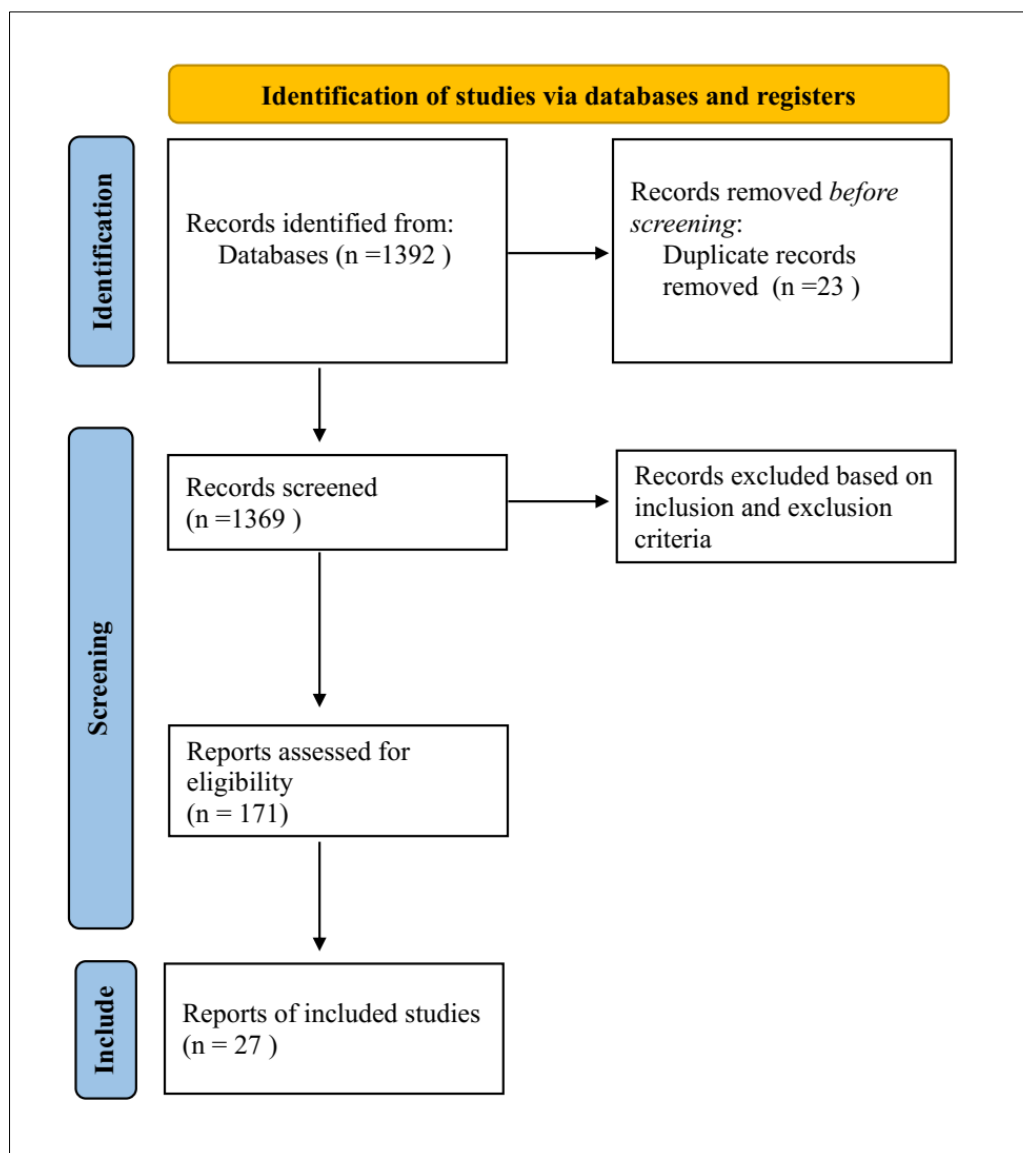 Identification of studies via databases and registers
Identification
Records identified from:
Databases (n =1392 )
Records removed before
screening:
Duplicate records
removed  (n =23 )
Screening
Records screened
(n =1369 )
Records excluded based on
inclusion and exclusion
criteria
Reports assessed for
eligibility
(n = 171)
Include
Reports of included studies
(n = 27 )